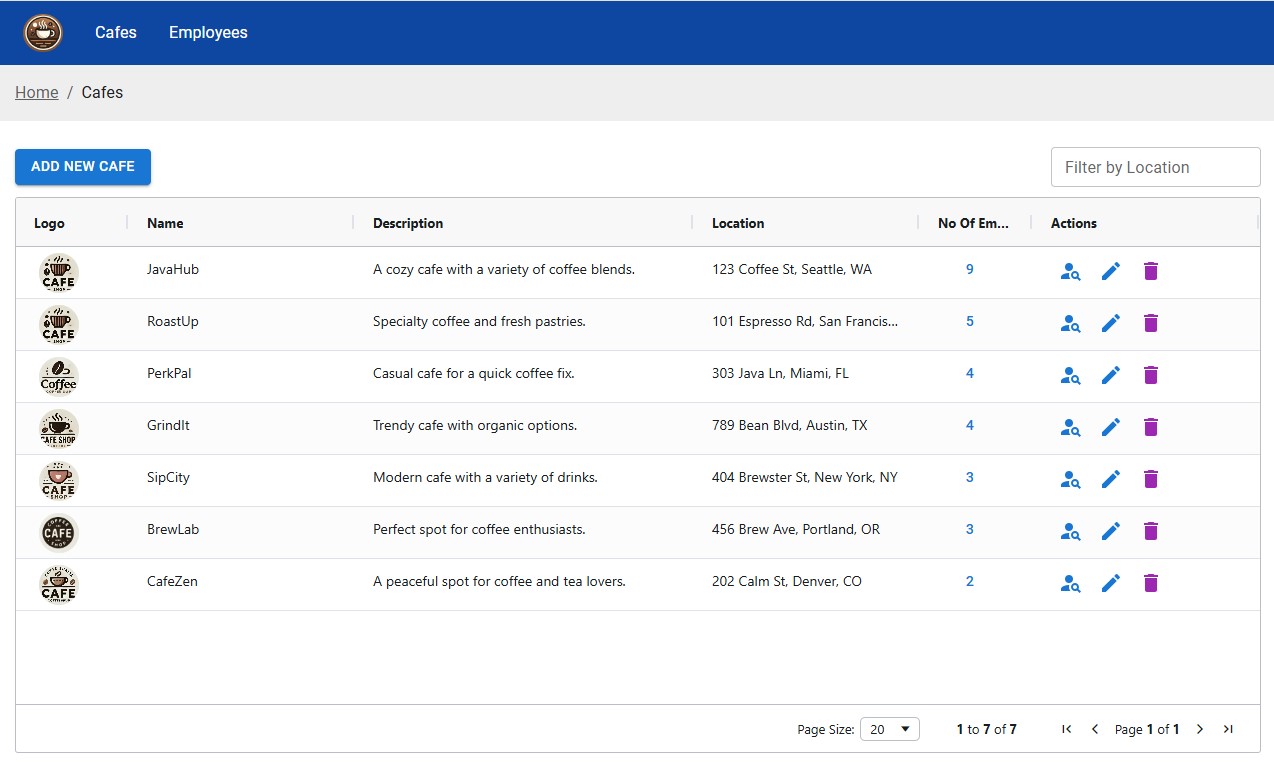 Cafes Employees
Home / Cafes
ADD NEW CAFE Filter by Location
Logo Name Description Location No Of Em... Actions
CAFE SHOP JavaHub A cozy cafe with a variety of coffee blends. 123 Coffee St, Seattle, WA 9
CAFE SHOP RoastUp Specialty coffee and fresh pastries. 101 Espresso Rd, San Francis... 5
Coffee PerkPal Casual cafe for a quick coffee fix. 303 Java Ln, Miami, FL 4
CAFE SHOP GrindIt Trendy cafe with organic options. 789 Bean Blvd, Austin, TX 4
CAFE SHOP SipCity Modern cafe with a variety of drinks. 404 Brewster St, New York, NY 3
COFFEE CAFE SHOP BrewLab Perfect spot for coffee enthusiasts. 456 Brew Ave, Portland, OR 3
CAFE CafeZen A peaceful spot for coffee and tea lovers. 202 Calm St, Denver, CO 2
Page Size: 20 1 to 7 of 7 Page 1 of 1